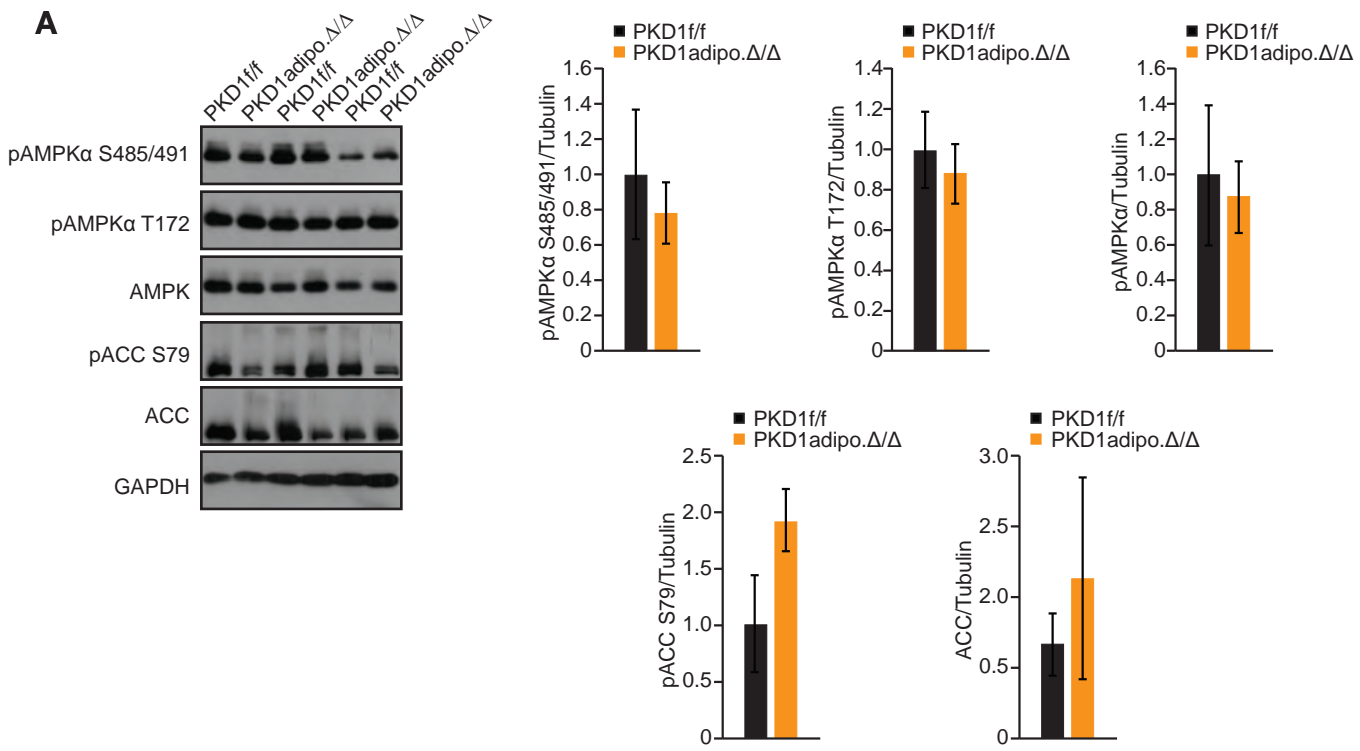 A
PKD1f/f
PKD1adipo.Δ/Δ
PKD1f/f
PKD1adipo.Δ/Δ
PKD1f/f
PKD1adipo.Δ/Δ
pAMPKα S485/491
pAMPKα T172
AMPK
pACC S79
ACC
GAPDH
PKD1f/f
PKD1adipo.Δ/Δ
pAMPKα S485/491/Tubulin
1.6
1.4
1.2
1.0
0.8
0.6
0.4
0.2
0
PKD1f/f
PKD1adipo.Δ/Δ
pAMPKα T172/Tubulin
1.4
1.2
1.0
0.8
0.6
0.4
0.2
0
PKD1f/f
PKD1adipo.Δ/Δ
pAMPKα/Tubulin
1.6
1.4
1.2
1.0
0.8
0.6
0.4
0.2
0
PKD1f/f
PKD1adipo.Δ/Δ
pACC S79/Tubulin
2.5
2.0
1.5
1.0
0.5
0
PKD1f/f
PKD1adipo.Δ/Δ
ACC/Tubulin
3.0
2.5
2.0
0.5
0